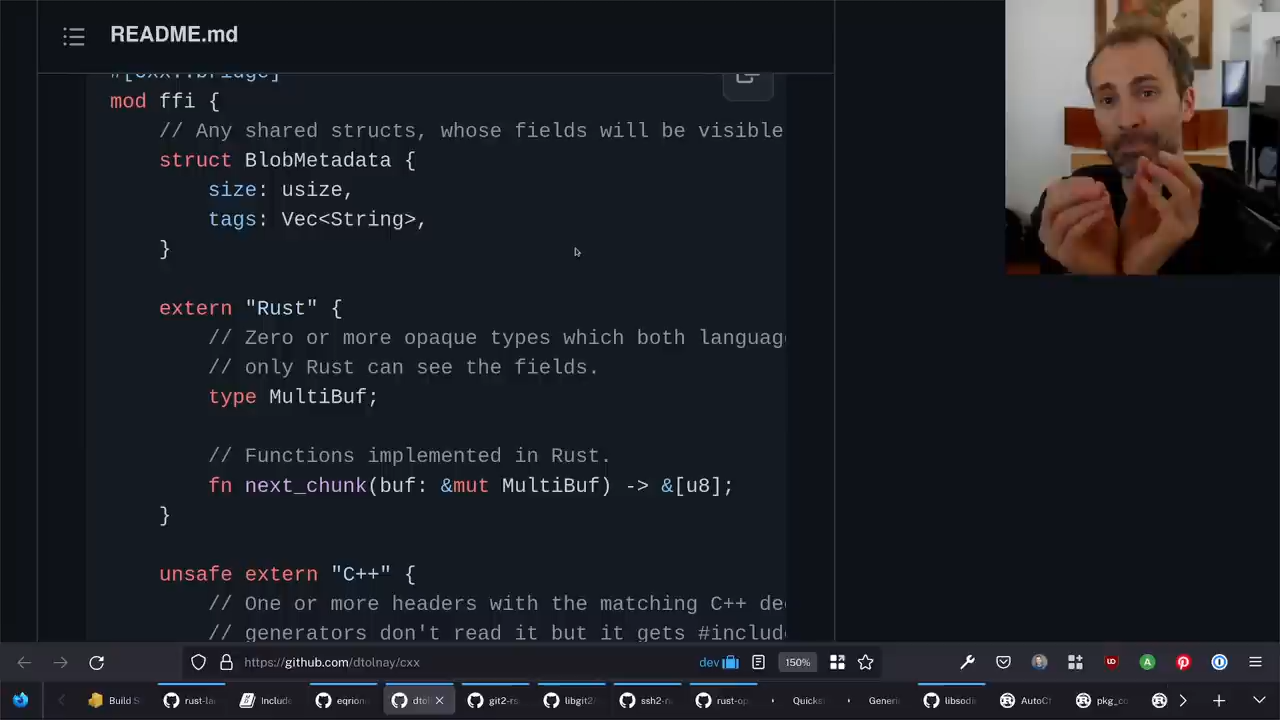 README.md
#[cxx::bridge]
mod ffi {
// Any shared structs, whose fields will be visible
struct BlobMetadata {
size: usize,
tags: Vec<String>,
}
extern "Rust" {
// Zero or more opaque types which both languag
// only Rust can see the fields.
type MultiBuf;
// Functions implemented in Rust.
fn next_chunk(buf: &mut MultiBuf) -> &[u8];
}
unsafe extern "C++" {
// One or more headers with the matching C++ de
// generators don't read it but it gets #includ
https://github.com/dtolnay/cxx
dev
150%
Build S
rust-la
Include
eqrion
dtol
git2-rs
libgit2/
ssh2-r
rust-op
Quicks
Generi
libsodi
AutoCf
pkg_co